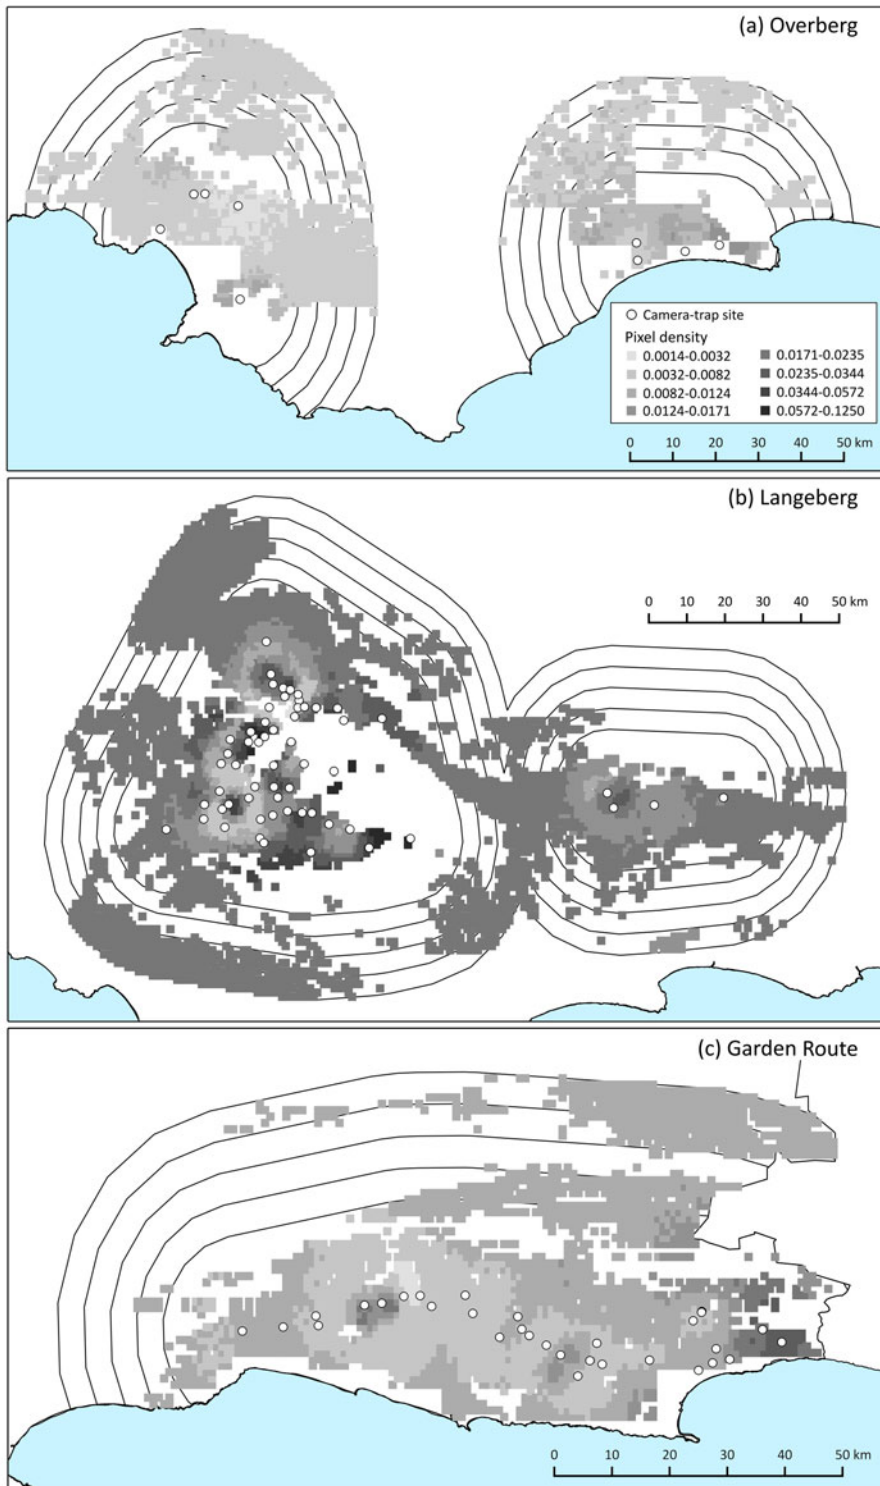 (a) Overberg
Camera-trap site
Pixel density
0.0014-0.0032
0.0171-0.0235
0.0032-0.0082
0.0235-0.0344
0.0082-0.0124
0.0344-0.0572
0.0124-0.0171
0.0572-0.1250
0 10 20 30 40 50 km
(b) Langeberg
0 10 20 30 40 50 km
(c) Garden Route
0 10 20 30 40 50 km